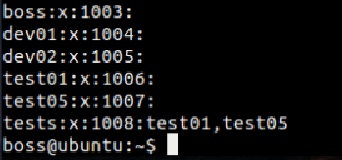 boss:x:1003:
dev01:x:1004:
dev02:x:1005:
test01:x:1006:
test05:x:1007:
tests:x:1008:test01,test05
boss@ubuntu:~$